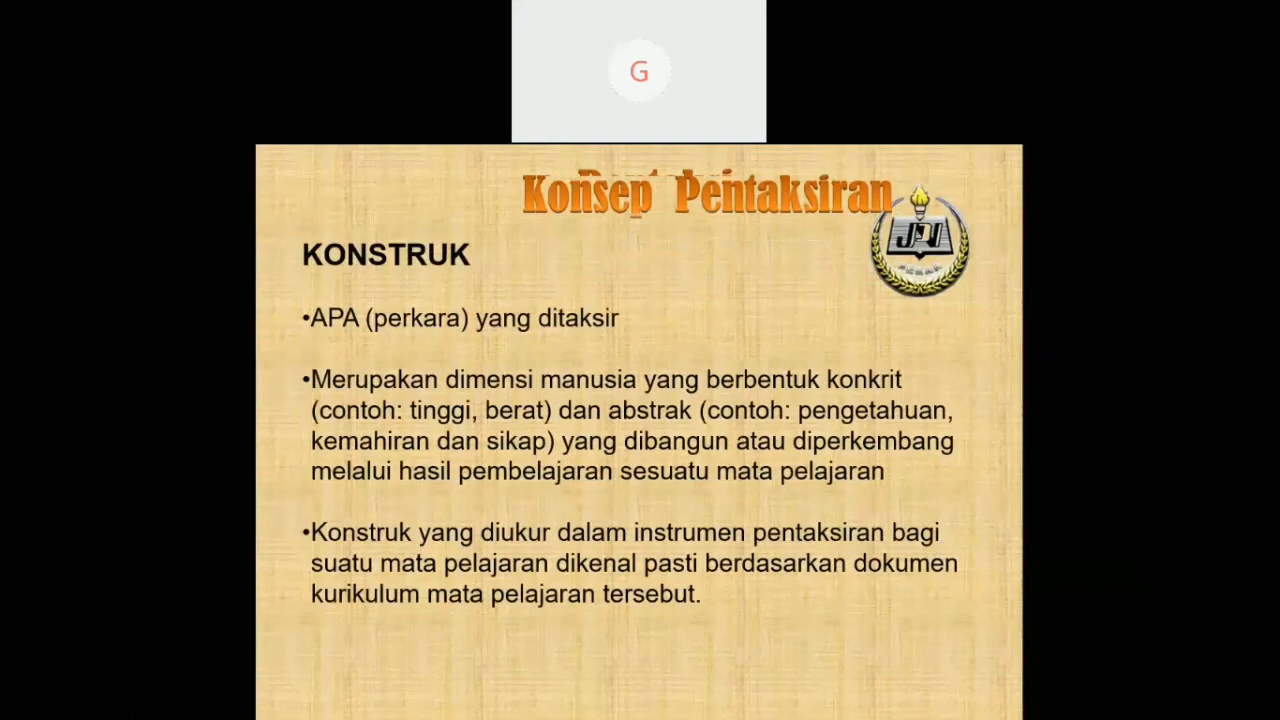 G
Konsep Pentaksiran
KONSTRUK
•APA (perkara) yang ditaksir
•Merupakan dimensi manusia yang berbentuk konkrit
(contoh: tinggi, berat) dan abstrak (contoh: pengetahuan,
kemahiran dan sikap) yang dibangun atau diperkembang
melalui hasil pembelajaran sesuatu mata pelajaran
•Konstruk yang diukur dalam instrumen pentaksiran bagi
suatu mata pelajaran dikenal pasti berdasarkan dokumen
kurikulum mata pelajaran tersebut.